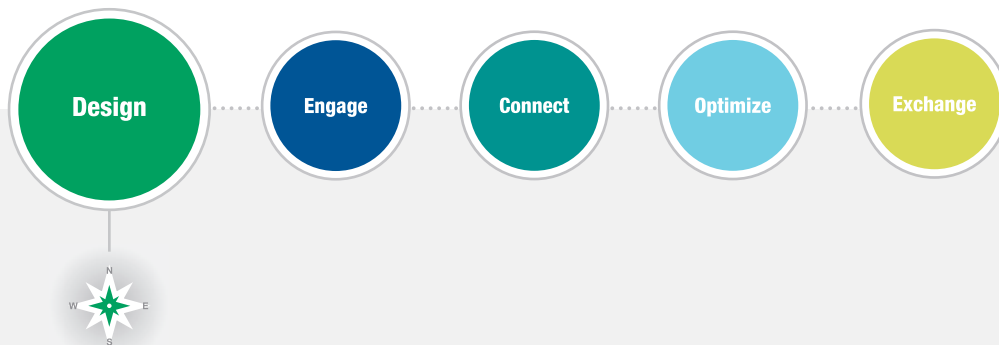 Design
Engage
Connect
Optimize
Exchange
N
W
E
S